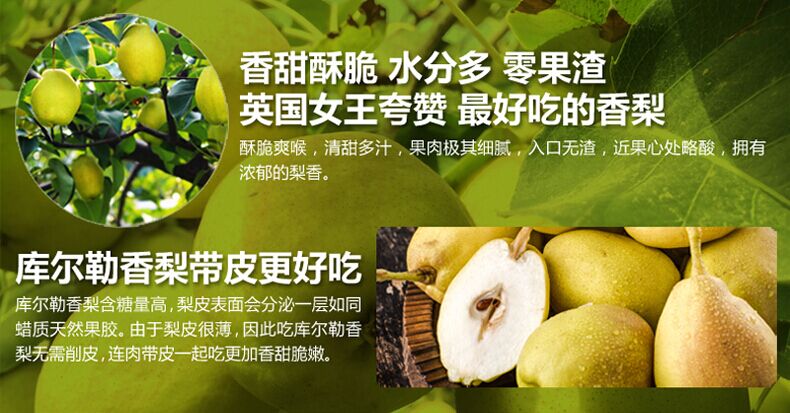 香甜酥脆 水分多 零果渣
英国女王夸赞 最好吃的香梨
酥脆爽喉，清甜多汁，果肉极其细腻，入口无渣，近果心处略酸，拥有
浓郁的梨香。
库尔勒香梨带皮更好吃
库尔勒香梨含糖量高，梨皮表面会分泌一层如同
蜡质天然果胶。由于梨皮很薄，因此吃库尔勒香
梨无需削皮，连肉带皮一起吃更加香甜脆嫩。